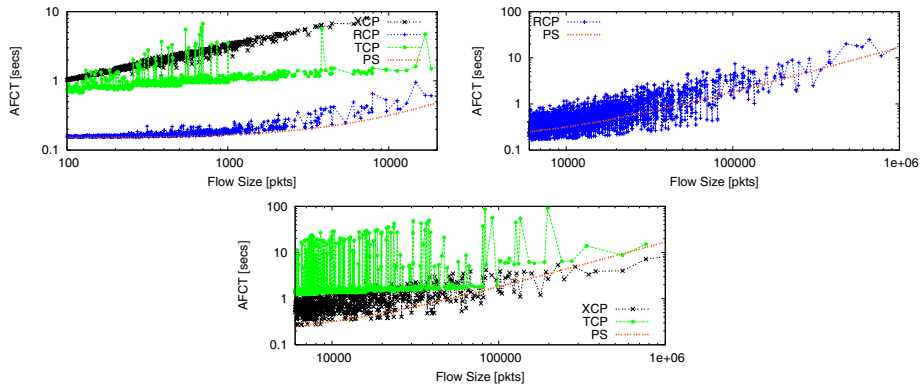 10
1
0.1
AFCT [secs]
100
1000
10000
Flow Size [pkts]
XCP
RCP
TCP
PS
100
10
1
0.1
AFCT [secs]
10000
100000
1e+06
Flow Size [pkts]
RCP
PS
100
10
1
0.1
AFCT [secs]
10000
100000
1e+06
Flow Size [pkts]
XCP
TCP
PS